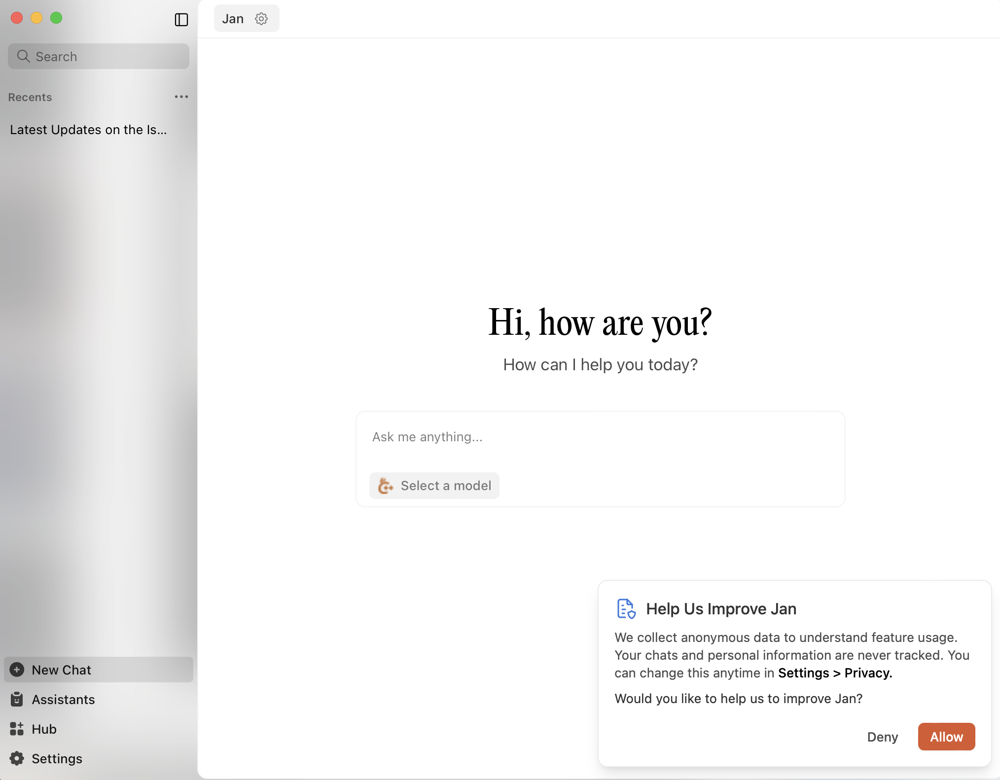 Jan
Search
Recents
Latest Updates on the Is...
Hi, how are you?
How can I help you today?
Ask me anything...
Select a model
New Chat
Assistants
Hub
Settings
Help Us Improve Jan
We collect anonymous data to understand feature usage.
Your chats and personal information are never tracked. You
can change this anytime in Settings > Privacy.
Would you like to help us to improve Jan?
Deny
Allow